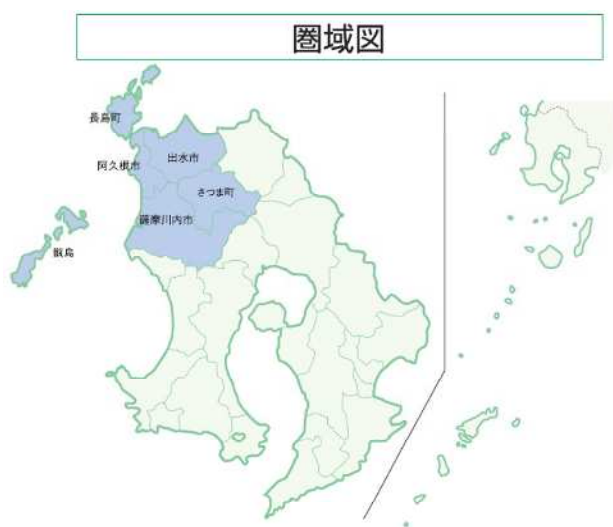 圏域図
長島町
阿久根市
出水市
さつま町
薩摩川内市
甑島